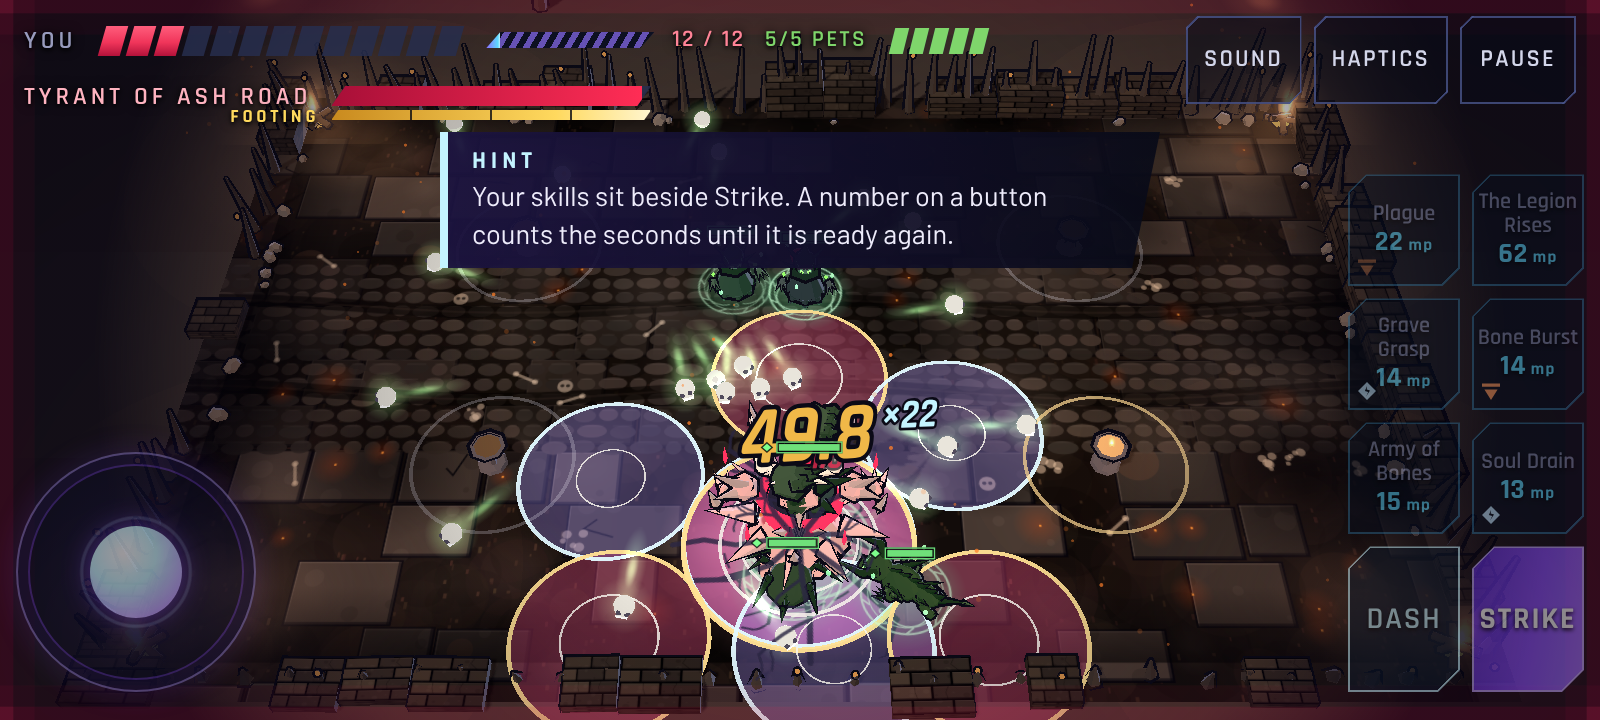 YOU
12 / 12
5/5 PETS
SOUND
HAPTICS
PAUSE
TYRANT OF ASH ROAD
FOOTING
HINT
Your skills sit beside Strike. A number on a button
counts the seconds until it is ready again.
Plague
22 mp
The Legion
Rises
62 mp
Grave
Grasp
14 mp
Bone Burst
14 mp
×22
Army of
Bones
15 mp
Soul Drain
13 mp
DASH
STRIKE